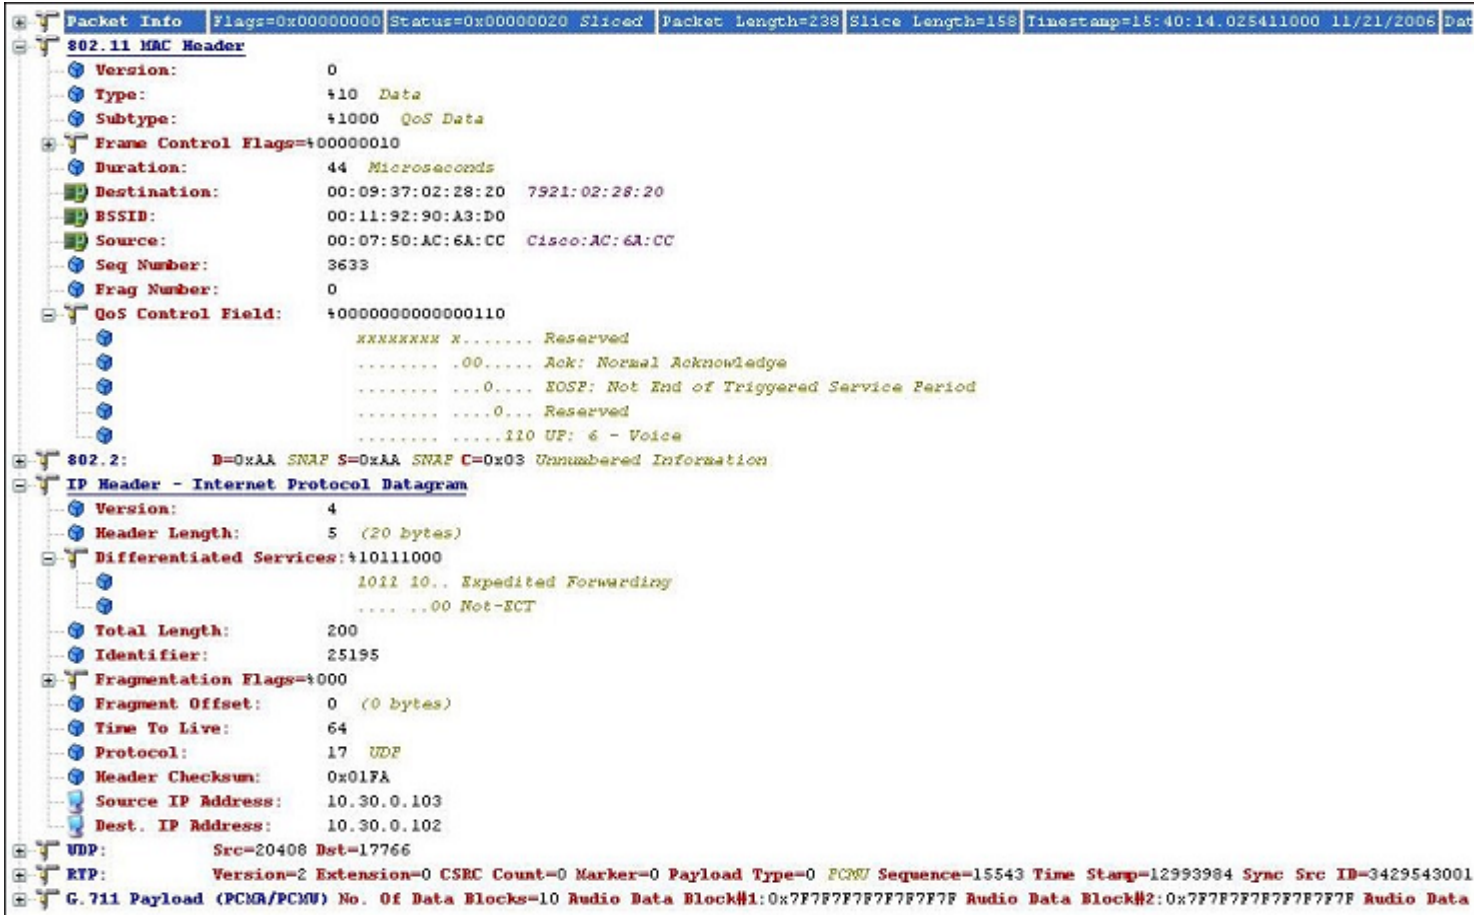 Packet Info Flags=0x00000000 Status=0x00000020 Sliced Packet Length=238 Slice Length=158 Timestamp=15:40:14.025411000 11/21/2006 Dat
802.11 MAC Header
Version: 0
Type: %10 Data
Subtype: %1000 QoS Data
Frame Control Flags=%00000010
Duration: 44 Microseconds
Destination: 00:09:37:02:28:20 7921:02:28:20
BSSID: 00:11:92:90:A3:D0
Source: 00:07:50:AC:6A:CC Cisco:AC:6A:CC
Seq Number: 3633
Frag Number: 0
QoS Control Field: %0000000000000110
xxxxxxxx x....... Reserved
........ .00..... Ack: Normal Acknowledge
........ ...0.... EOSP: Not End of Triggered Service Period
........ ....0... Reserved
........ .....110 UP: 6 - Voice
802.2: D=0xAA SNAP S=0xAA SNAP C=0x03 Unnumbered Information
IP Header - Internet Protocol Datagram
Version: 4
Header Length: 5 (20 bytes)
Differentiated Services:%10111000
1011 10.. Expedited Forwarding
.... ..00 Not-ECT
Total Length: 200
Identifier: 25195
Fragmentation Flags=%000
Fragment Offset: 0 (0 bytes)
Time To Live: 64
Protocol: 17 UDP
Header Checksum: 0x01FA
Source IP Address: 10.30.0.103
Dest. IP Address: 10.30.0.102
UDP: Src=20408 Dst=17766
RTP: Version=2 Extension=0 CSRC Count=0 Marker=0 Payload Type=0 PCMU Sequence=15543 Time Stamp=12993984 Sync Src ID=3429543001
G.711 Payload (PCMA/PCMU) No. Of Data Blocks=10 Audio Data Block#1:0x7F7F7F7F7F7F7F7F Audio Data Block#2:0x7F7F7F7F7F7F7F7F Audio Data